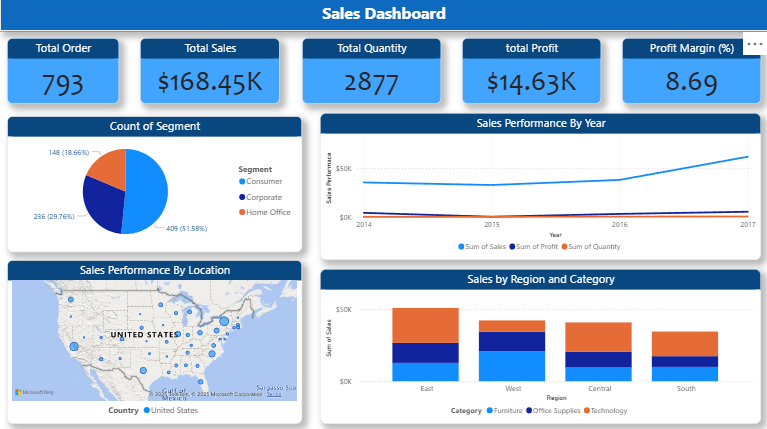 Sales Dashboard
Total Order
793
Total Sales
$168.45K
Total Quantity
2877
total Profit
$14.63K
Profit Margin (%)
8.69
Count of Segment
148 (18.66%)
236 (29.76%)
409 (51.58%)
Segment
Consumer
Corporate
Home Office
Sales Performance By Year
Sales Performance
$50K
$0K
2014
2015
2016
2017
Year
Sum of Sales
Sum of Profit
Sum of Quantity
Sales Performance By Location
UNITED STATES
Gulf of
Mexico
Sargasso Sea
Microsoft Bing
© 2025 TomTom, © 2025 Microsoft Corporation Terms
Country
United States
Sales by Region and Category
Sum of Sales
$50K
$0K
East
West
Central
South
Region
Category
Furniture
Office Supplies
Technology